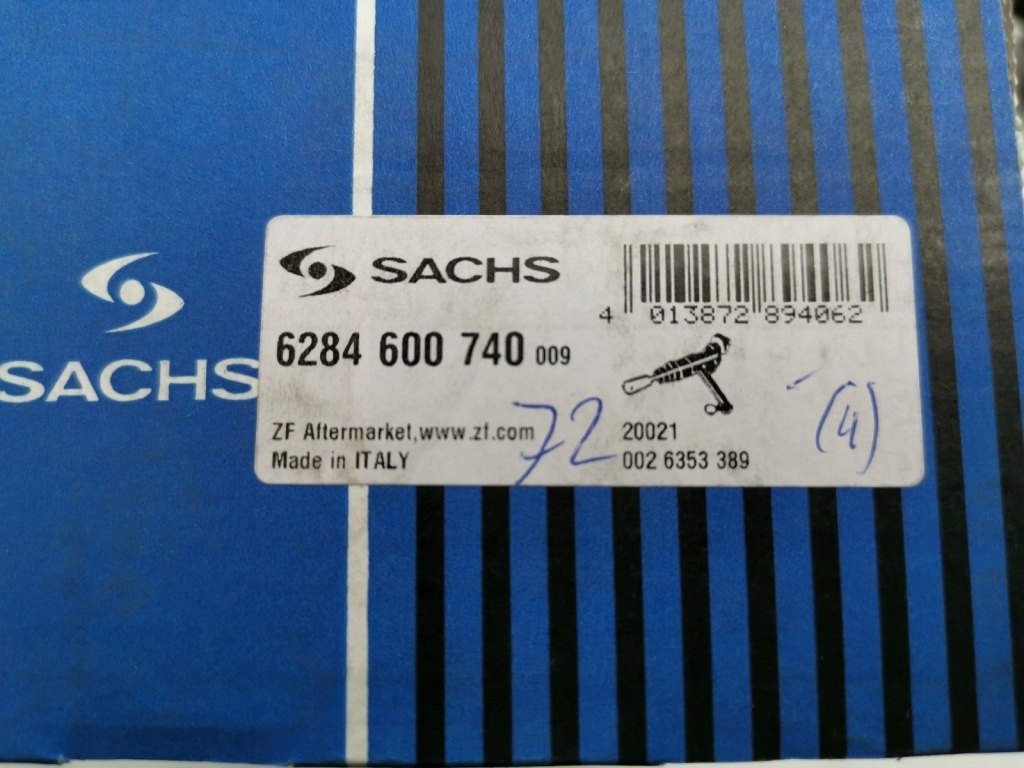 SACHS
SACHS
4 013872 894062
6284 600 740 009
ZF Aftermarket,www.zf.com
72
20021
(4)
Made in ITALY
002 6353 389